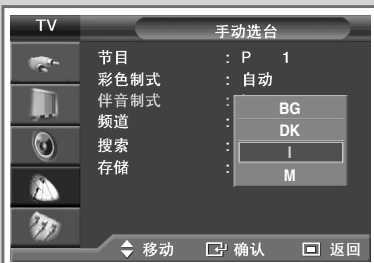 TV
手动选台
节目 : P 1
彩色制式 : 自动
伴音制式 :
频道 :
搜索 :
存储 :
BG
DK
I
M
移动 确认 返回